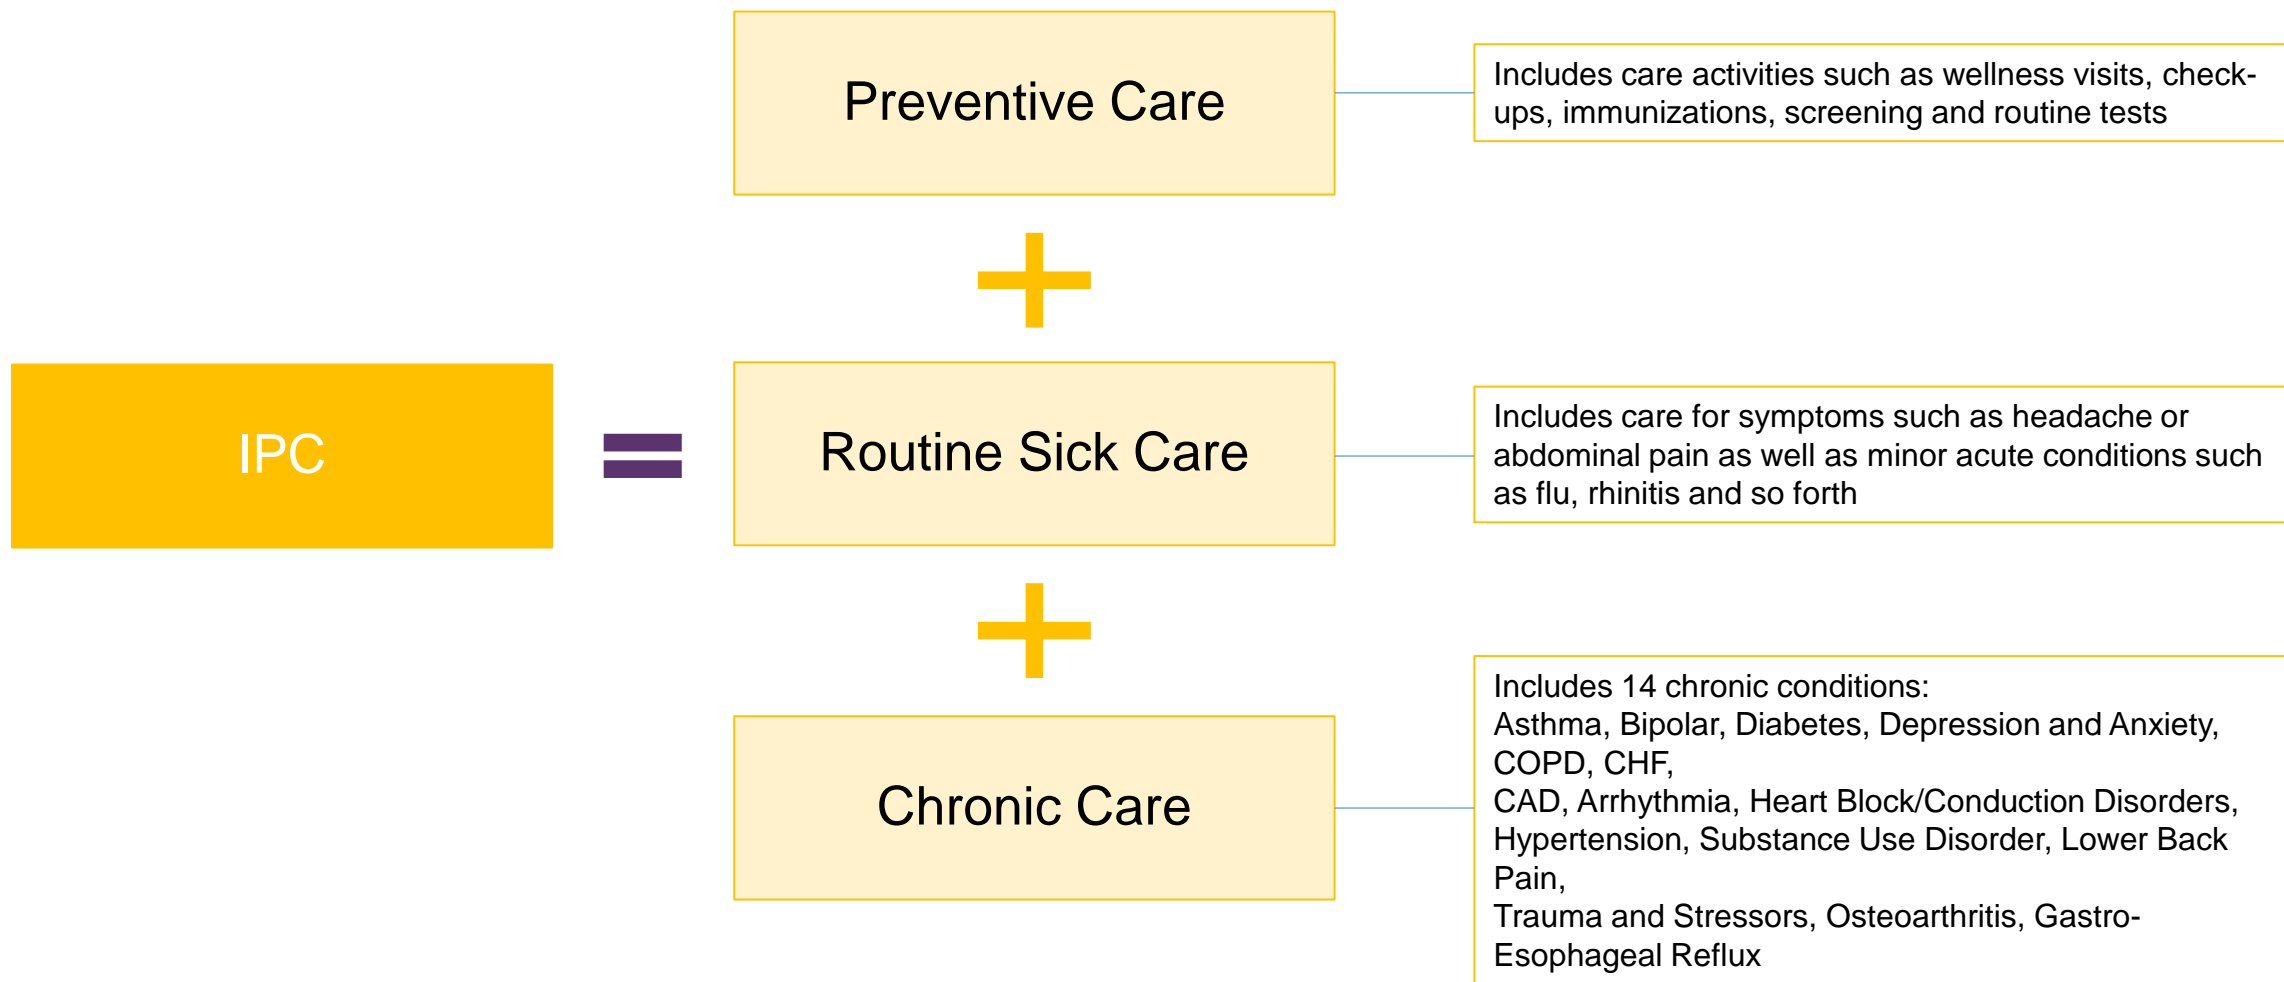 Preventive Care
Includes care activities such as wellness visits, check-
ups, immunizations, screening and routine tests
IPC
Routine Sick Care
Includes care for symptoms such as headache or
abdominal pain as well as minor acute conditions such
as flu, rhinitis and so forth
Chronic Care
Includes 14 chronic conditions:
Asthma, Bipolar, Diabetes, Depression and Anxiety,
COPD, CHF,
CAD, Arrhythmia, Heart Block/Conduction Disorders,
Hypertension, Substance Use Disorder, Lower Back
Pain,
Trauma and Stressors, Osteoarthritis, Gastro-
Esophageal Reflux